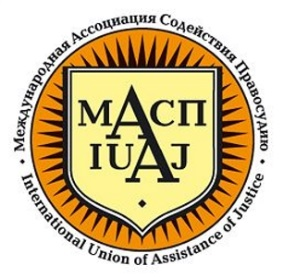 Международная Ассоциация Содействия Правосудию
МАСП
IUAJ
International Union of Assistance of Justice